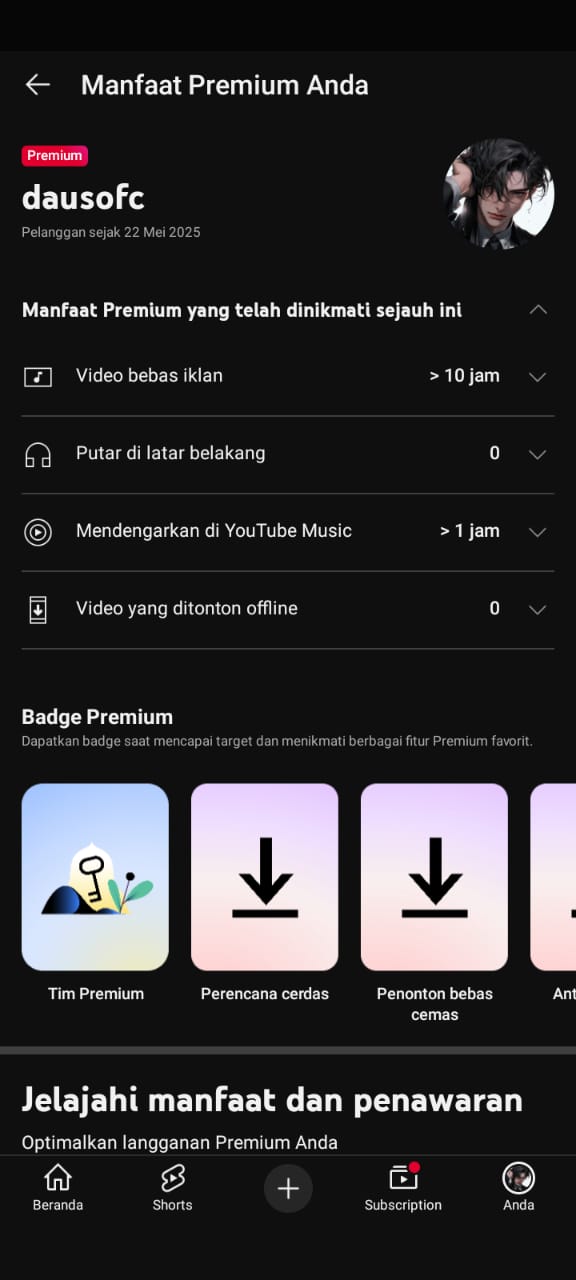 Manfaat Premium Anda
Premium
dausofc
Pelanggan sejak 22 Mei 2025
Manfaat Premium yang telah dinikmati sejauh ini
Video bebas iklan > 10 jam
Putar di latar belakang 0
Mendengarkan di YouTube Music > 1 jam
Video yang ditonton offline 0
Badge Premium
Dapatkan badge saat mencapai target dan menikmati berbagai fitur Premium favorit.
Tim Premium
Perencana cerdas
Penonton bebas
cemas
Ant
Jelajahi manfaat dan penawaran
Optimalkan langganan Premium Anda
Beranda
Shorts
Subscription
Anda